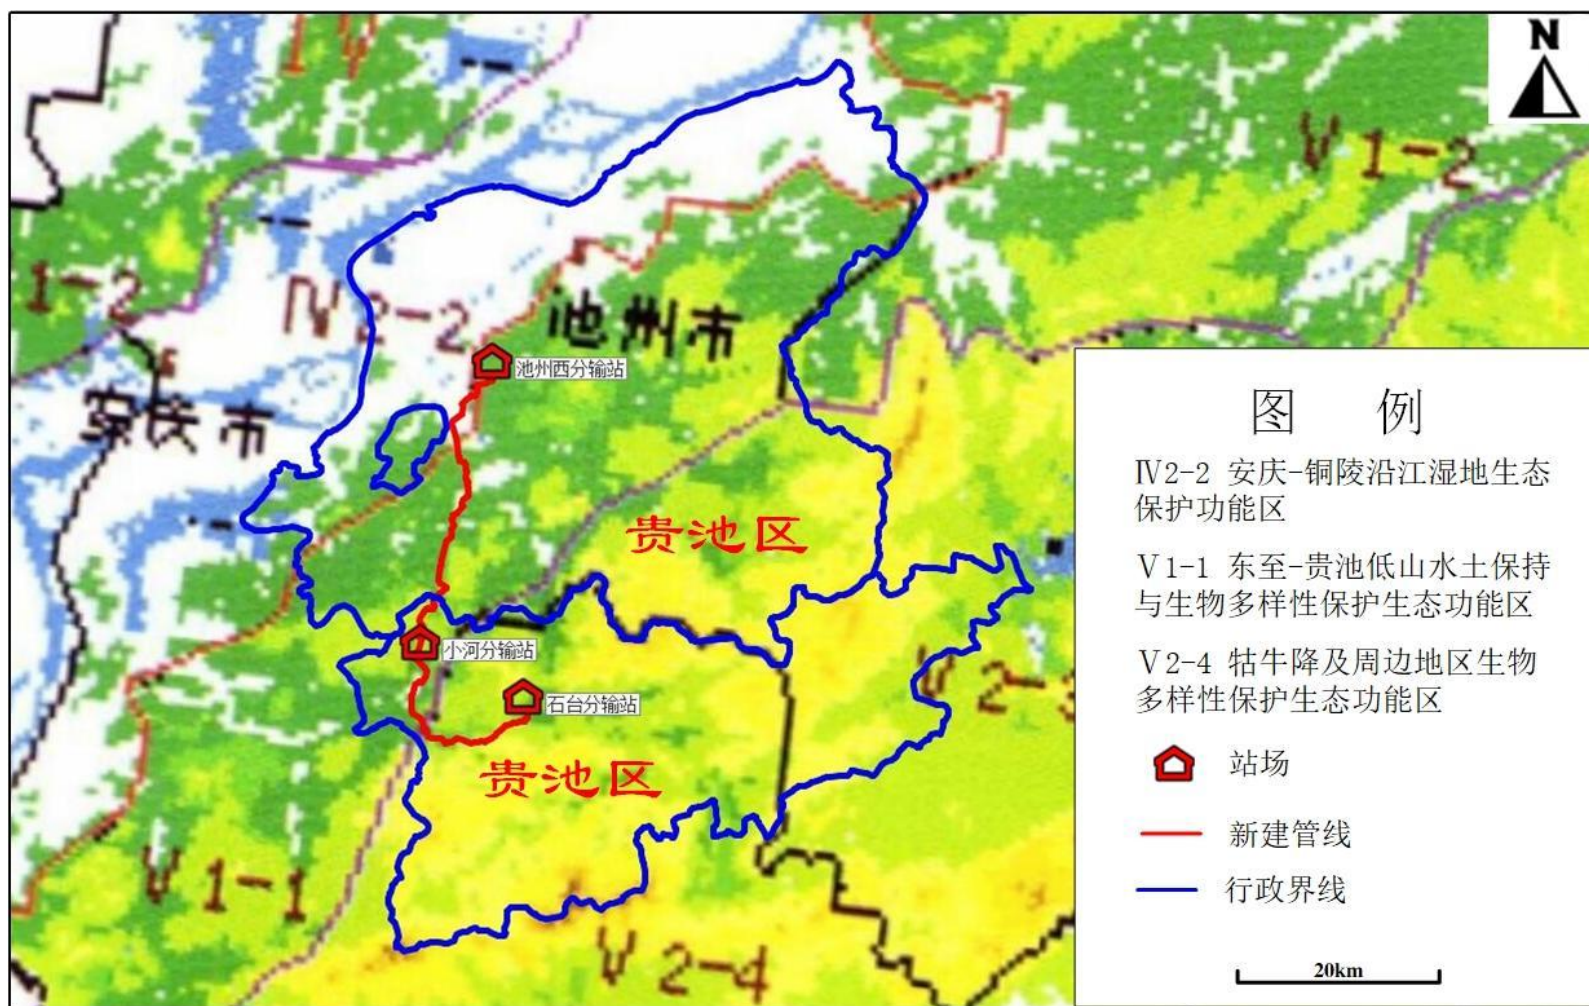 N
Ⅳ
Ⅴ1-2
1-2
Ⅳ2-2
池州市
池州西分输站
安庆市
贵池区
小河分输站
石台分输站
Ⅴ2-3
贵池区
Ⅴ1-1
Ⅴ2-4
图 例
Ⅳ2-2 安庆-铜陵沿江湿地生态
保护功能区
Ⅴ1-1 东至-贵池低山水土保持
与生物多样性保护生态功能区
Ⅴ2-4 牯牛降及周边地区生物
多样性保护生态功能区
站场
新建管线
行政界线
20km